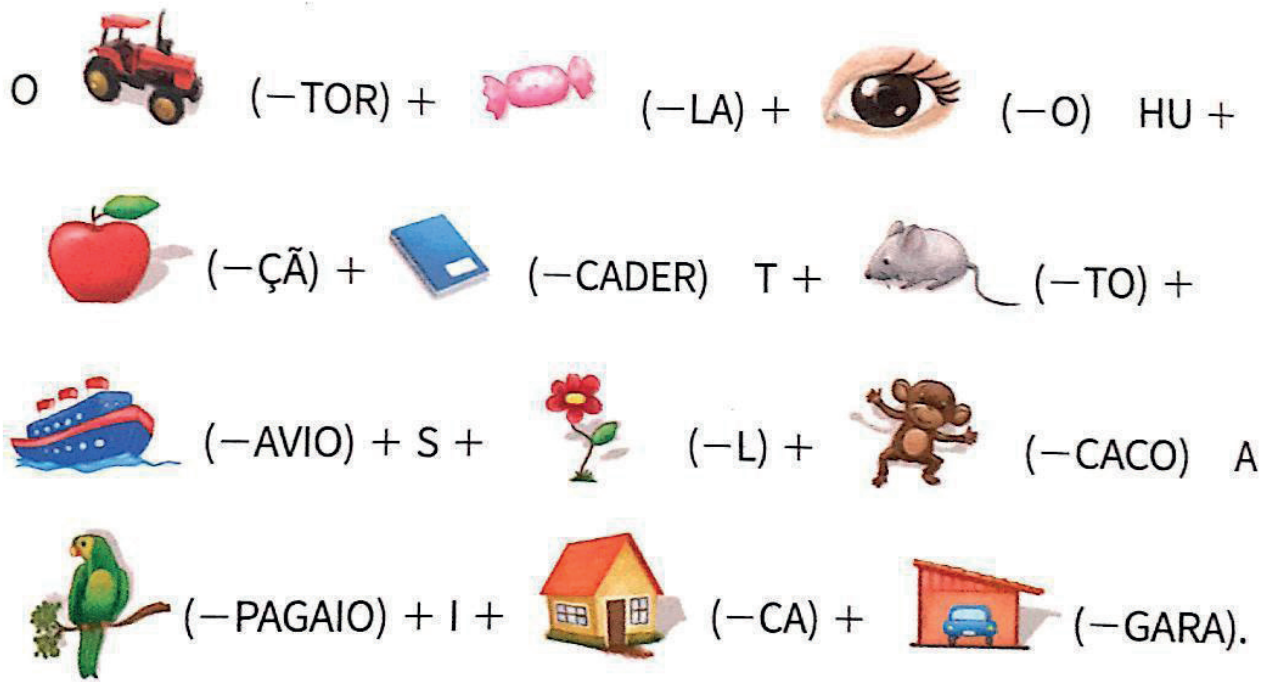 O (−TOR) + (−LA) + (−O) HU +
(−ÇÃ) + (−CADER) T + (−TO) +
(−AVIO) + S + (−L) + (−CACO) A
(−PAGAIO) + I + (−CA) + (−GARA).